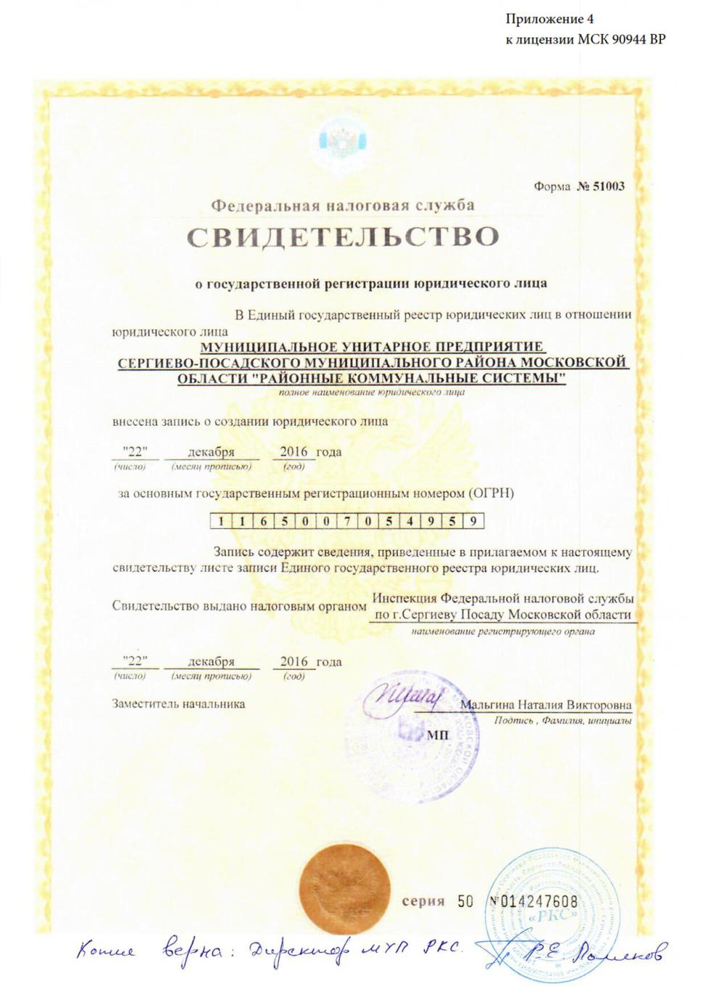 Приложение 4
к лицензии МСК 90944 ВР
Форма № 51003
Федеральная налоговая служба
СВИДЕТЕЛЬСТВО
о государственной регистрации юридического лица
В Единый государственный реестр юридических лиц в отношении
юридического лица
МУНИЦИПАЛЬНОЕ УНИТАРНОЕ ПРЕДПРИЯТИЕ
СЕРГИЕВО-ПОСАДСКОГО МУНИЦИПАЛЬНОГО РАЙОНА МОСКОВСКОЙ
ОБЛАСТИ "РАЙОННЫЕ КОММУНАЛЬНЫЕ СИСТЕМЫ"
полное наименование юридического лица
внесена запись о создании юридического лица
"22" декабря 2016 года
(число) (месяц прописью) (год)
за основным государственным регистрационным номером (ОГРН)
1 1 6 5 0 0 7 0 5 4 9 5 9
Запись содержит сведения, приведенные в прилагаемом к настоящему
свидетельству листе записи Единого государственного реестра юридических лиц.
Свидетельство выдано налоговым органом Инспекция Федеральной налоговой службы
по г.Сергиеву Посаду Московской области
наименование регистрирующего органа
"22" декабря 2016 года
(число) (месяц прописью) (год)
Заместитель начальника Мальгина Наталия Викторовна
Подпись , Фамилия, инициалы
МП
серия 50 №014247608
«РКС»
Копия верна: Директор МУП РКС. Р.Е.